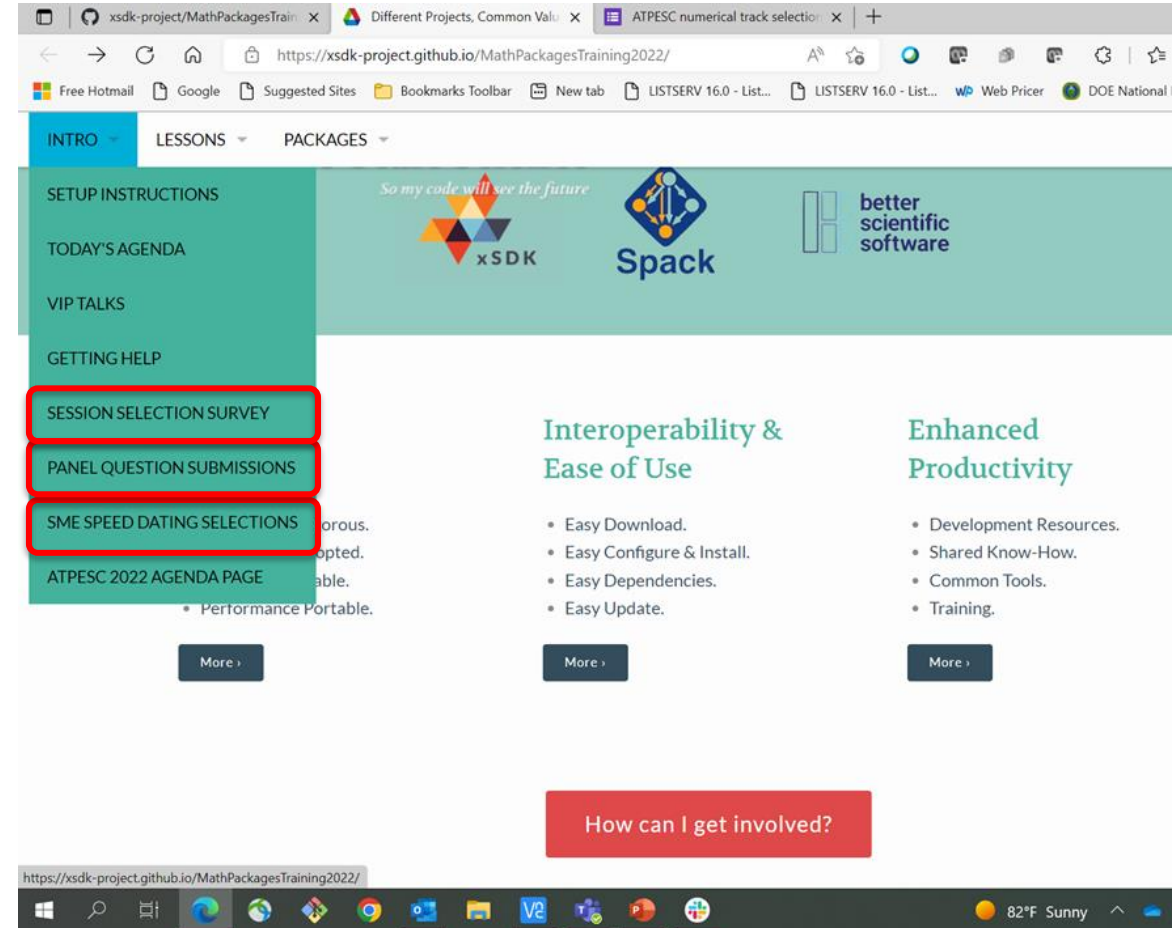 xsdk-project/MathPackagesTrain
Different Projects, Common Valu
ATPESC numerical track selection
https://xsdk-project.github.io/MathPackagesTraining2022/
Free Hotmail
Google
Suggested Sites
Bookmarks Toolbar
New tab
LISTSERV 16.0 - List...
LISTSERV 16.0 - List...
Web Pricer
DOE National
INTRO
LESSONS
PACKAGES
SETUP INSTRUCTIONS
TODAY'S AGENDA
VIP TALKS
GETTING HELP
SESSION SELECTION SURVEY
PANEL QUESTION SUBMISSIONS
SME SPEED DATING SELECTIONS
ATPESC 2022 AGENDA PAGE
So my code will see the future
xSDK
Spack
better
scientific
software
orous.
opted.
able.
Performance Portable.
More ›
Interoperability &
Ease of Use
Easy Download.
Easy Configure & Install.
Easy Dependencies.
Easy Update.
More ›
Enhanced
Productivity
Development Resources.
Shared Know-How.
Common Tools.
Training.
More ›
How can I get involved?
https://xsdk-project.github.io/MathPackagesTraining2022/
82°F Sunny